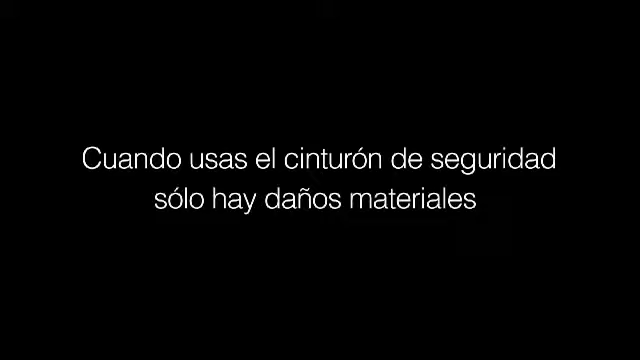 Cuando usas el cinturón de seguridad
sólo hay daños materiales